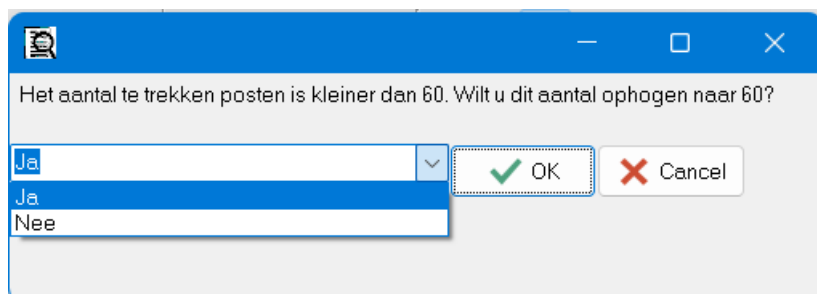 Het aantal te trekken posten is kleiner dan 60. Wilt u dit aantal ophogen naar 60?
Ja
OK
Cancel
Ja
Nee